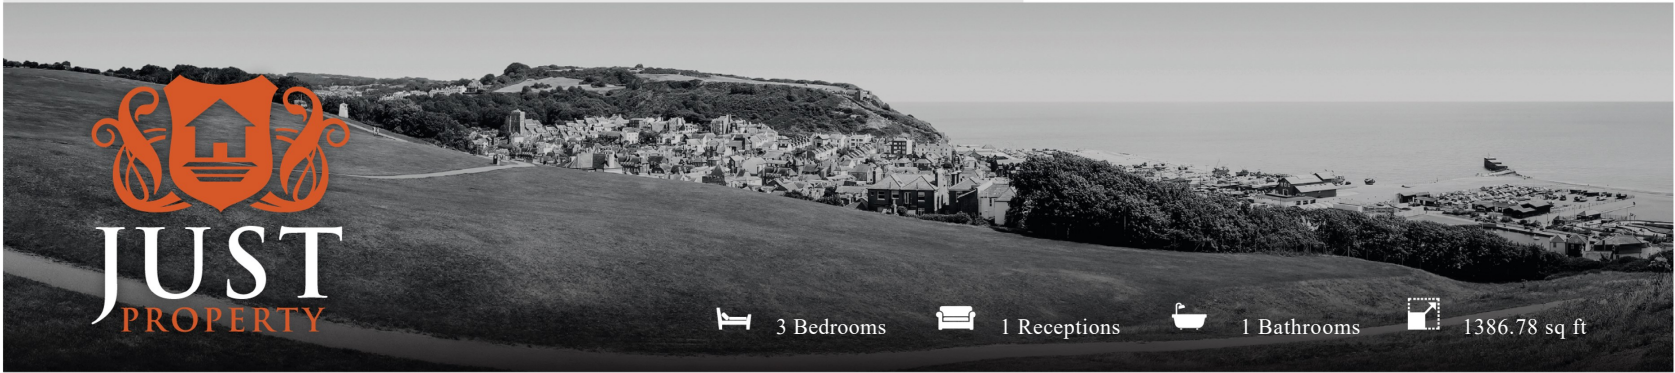 JUST
PROPERTY
3 Bedrooms
1 Receptions
1 Bathrooms
1386.78 sq ft